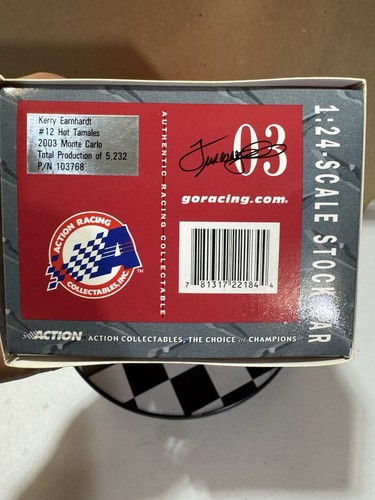 Kerry Earnhardt
#12 Hot Tamales
2003 Monte Carlo
Total Production of 5,232
P/N 103768
AUTHENTIC RACING COLLECTABLE
03
goracing.com®
7 81317 22184 4
1:24-SCALE STOCK CAR
ACTION RACING
COLLECTABLES, INC.
TM
ACTION ACTION COLLECTABLES, THE CHOICE of CHAMPIONS